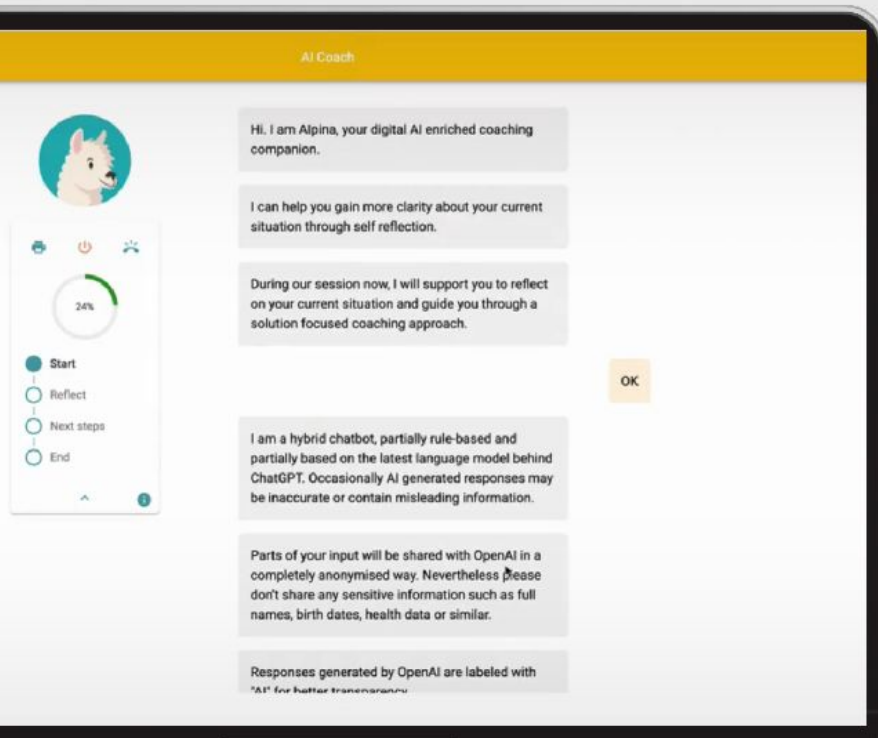 AI Coach
Hi. I am Alpina, your digital AI enriched coaching
companion.
I can help you gain more clarity about your current
situation through self reflection.
During our session now, I will support you to reflect
on your current situation and guide you through a
solution focused coaching approach.
24%
Start
Reflect
Next steps
End
OK
I am a hybrid chatbot, partially rule-based and
partially based on the latest language model behind
ChatGPT. Occasionally AI generated responses may
be inaccurate or contain misleading information.
Parts of your input will be shared with OpenAI in a
completely anonymised way. Nevertheless please
don't share any sensitive information such as full
names, birth dates, health data or similar.
Responses generated by OpenAI are labeled with
"AI" for better transparency